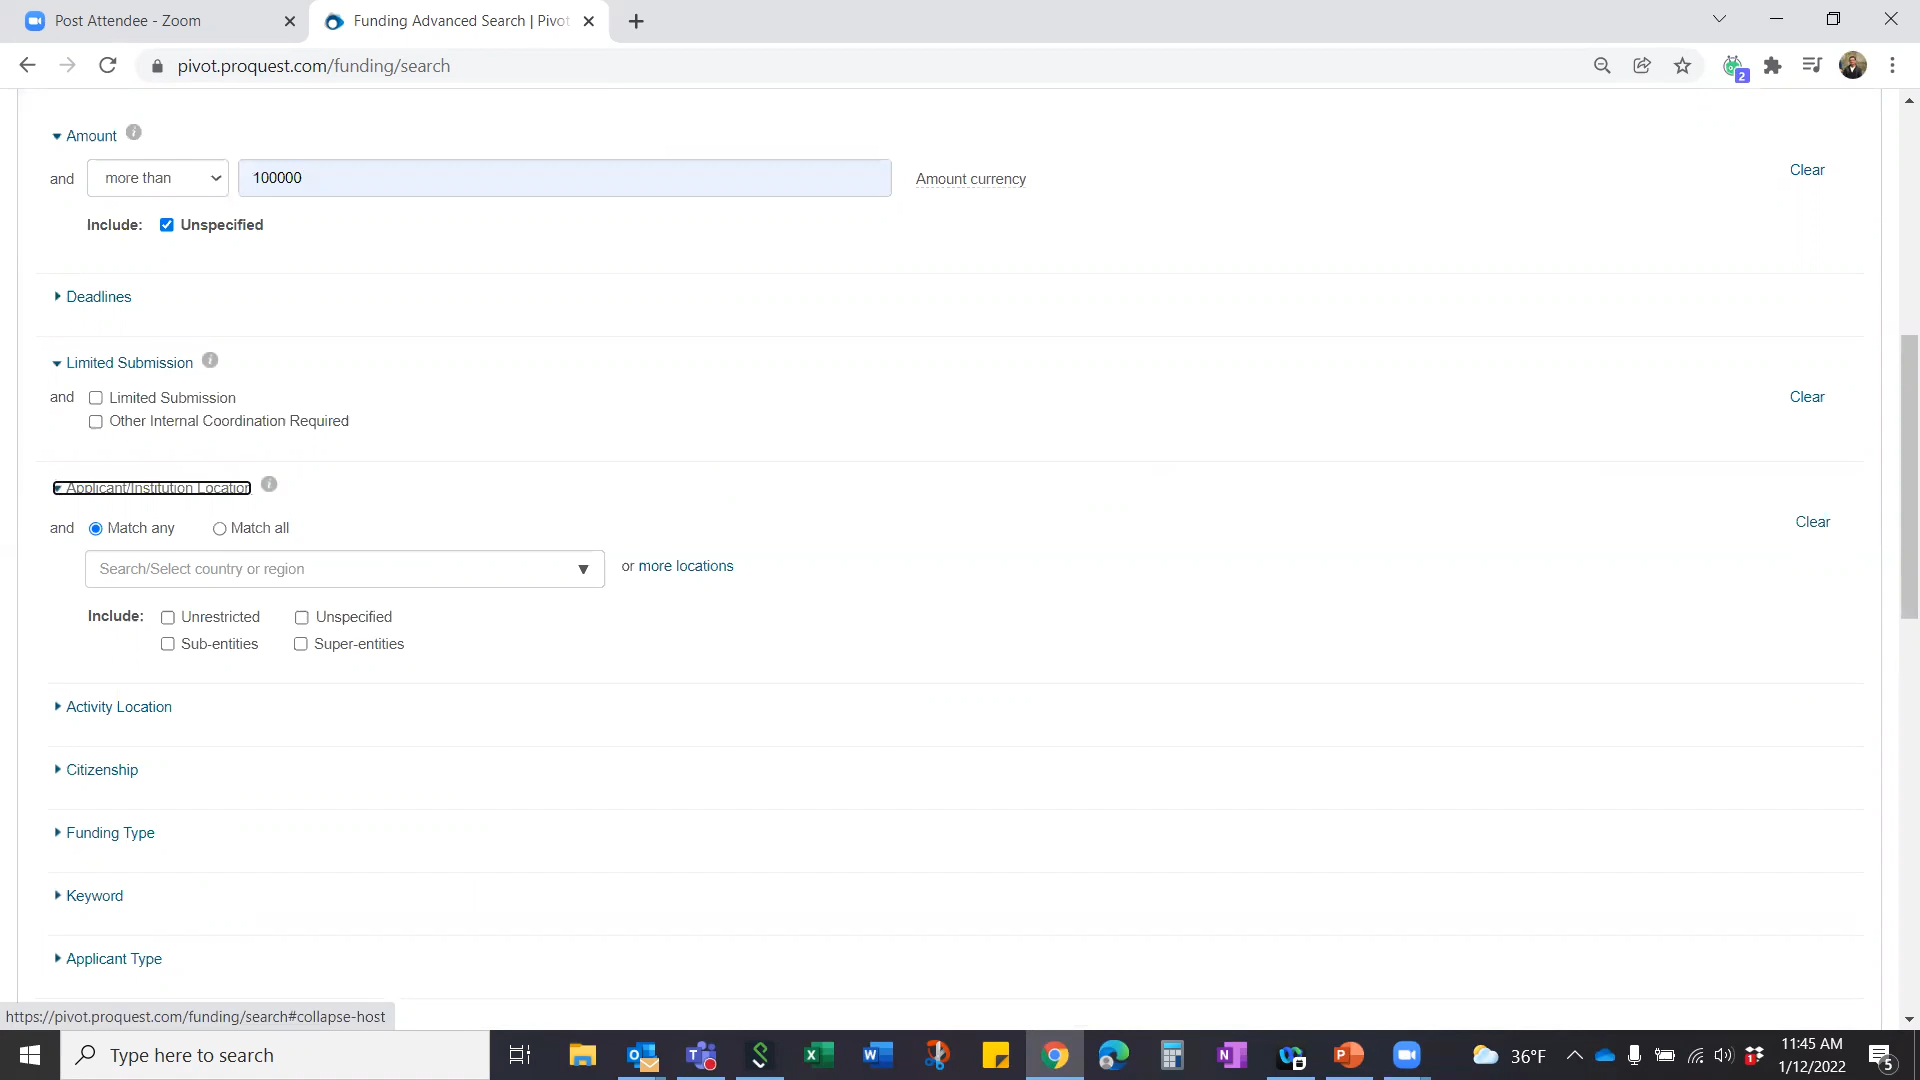 Post Attendee - Zoom
Funding Advanced Search | Pivot
pivot.proquest.com/funding/search
2
Amount
and more than 100000 Amount currency Clear
Include: Unspecified
Deadlines
Limited Submission
and Limited Submission Clear
Other Internal Coordination Required
Applicant/Institution Location
and Match any Match all Clear
Search/Select country or region or more locations
Include: Unrestricted Unspecified
Sub-entities Super-entities
Activity Location
Citizenship
Funding Type
Keyword
Applicant Type
https://pivot.proquest.com/funding/search#collapse-host
Type here to search
36°F
11:45 AM
1/12/2022
5